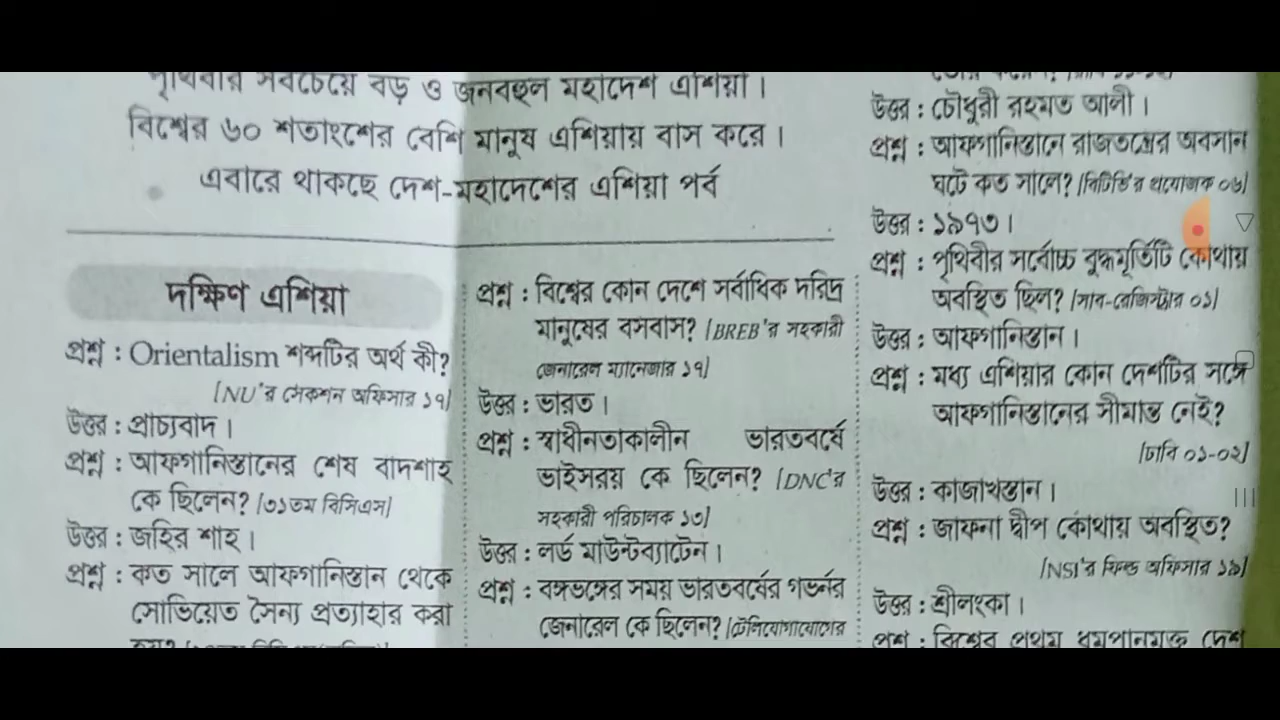 পৃথিবীর সবচেয়ে বড় ও জনবহুল মহাদেশ এশিয়া।
বিশ্বের ৬০ শতাংশের বেশি মানুষ এশিয়ায় বাস করে।
এবারে থাকছে দেশ-মহাদেশের এশিয়া পর্ব
দক্ষিণ এশিয়া
প্রশ্ন : Orientalism শব্দটির অর্থ কী?
[NU'র সেকশন অফিসার ১৭]
উত্তর : প্রাচ্যবাদ।
প্রশ্ন : আফগানিস্তানের শেষ বাদশাহ
কে ছিলেন? [৩১তম বিসিএস]
উত্তর : জহির শাহ।
প্রশ্ন : কত সালে আফগানিস্তান থেকে
সোভিয়েত সৈন্য প্রত্যাহার করা
প্রশ্ন : বিশ্বের কোন দেশে সর্বাধিক দরিদ্র
মানুষের বসবাস? [BREB'র সহকারী
জেনারেল ম্যানেজার ১৭]
উত্তর : ভারত।
প্রশ্ন : স্বাধীনতাকালীন ভারতবর্ষে
ভাইসরয় কে ছিলেন? [DNC'র
সহকারী পরিচালক ১৩]
উত্তর : লর্ড মাউন্টব্যাটেন।
প্রশ্ন : বঙ্গভঙ্গের সময় ভারতবর্ষের গভর্নর
জেনারেল কে ছিলেন? [টেলিযোগাযোগের
উত্তর : চৌধুরী রহমত আলী।
প্রশ্ন : আফগানিস্তানে রাজতন্ত্রের অবসান
ঘটে কত সালে? [বিটিভি'র প্রযোজক ০৬]
উত্তর : ১৯৭৩।
প্রশ্ন : পৃথিবীর সর্বোচ্চ বুদ্ধমূর্তিটি কোথায়
অবস্থিত ছিল? [সাব-রেজিস্ট্রার ০১]
উত্তর : আফগানিস্তান।
প্রশ্ন : মধ্য এশিয়ার কোন দেশটির সঙ্গে
আফগানিস্তানের সীমান্ত নেই?
[ঢাবি ০১-০২]
উত্তর : কাজাখস্তান।
প্রশ্ন : জাফনা দ্বীপ কোথায় অবস্থিত?
[NSI'র ফিল্ড অফিসার ১৯]
উত্তর : শ্রীলংকা।
প্রশ্ন : বিশ্বের প্রথম ধূমপানমুক্ত দেশ